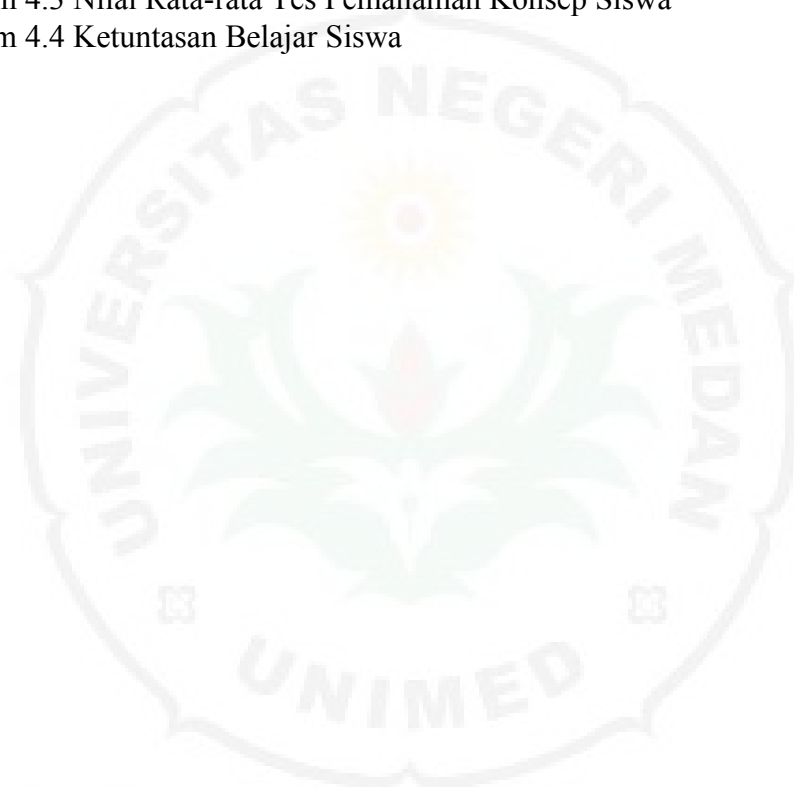 m 4.3 Nilai Rata-rata Tes Pemahaman Konsep Siswa
m 4.4 Ketuntasan Belajar Siswa
UNIVERSITAS NEGERI MEDAN
UNIMED